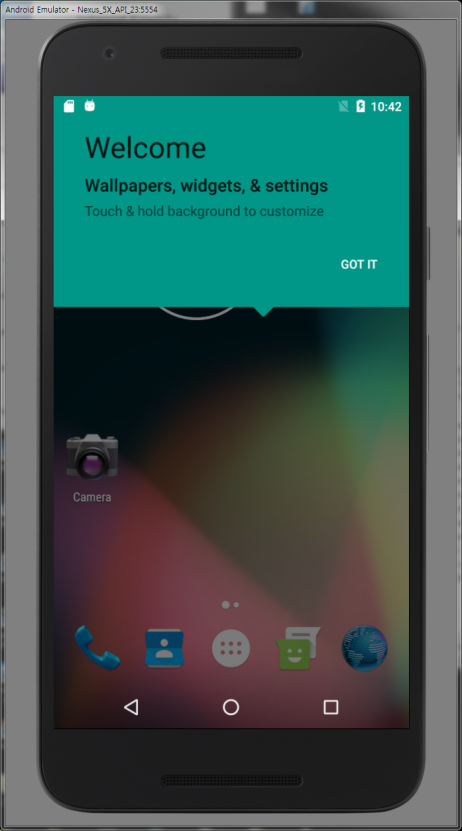 Android Emulator - Nexus_5X_API_23:5554
10:42
Welcome
Wallpapers, widgets, & settings
Touch & hold background to customize
GOT IT
Camera